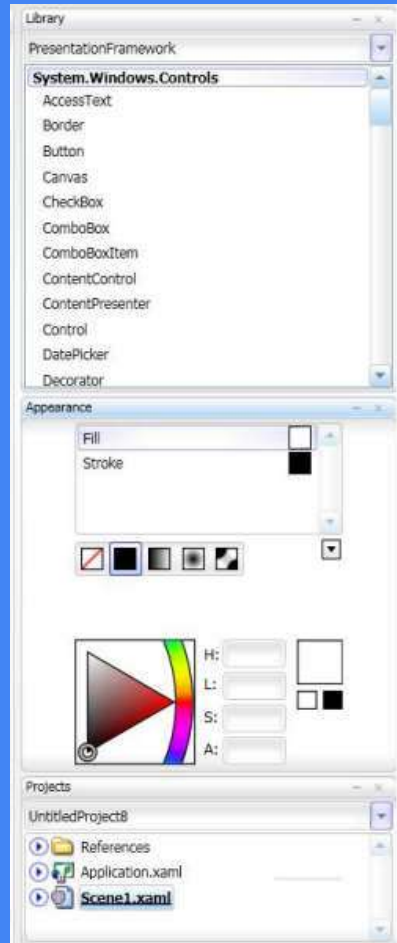 Library
PresentationFramework
System.Windows.Controls
AccessText
Border
Button
Canvas
CheckBox
ComboBox
ComboBoxItem
ContentControl
ContentPresenter
Control
DatePicker
Decorator
Appearance
Fill
Stroke
H:
L:
S:
A:
Projects
UntitledProject8
References
Application.xaml
Scene1.xaml